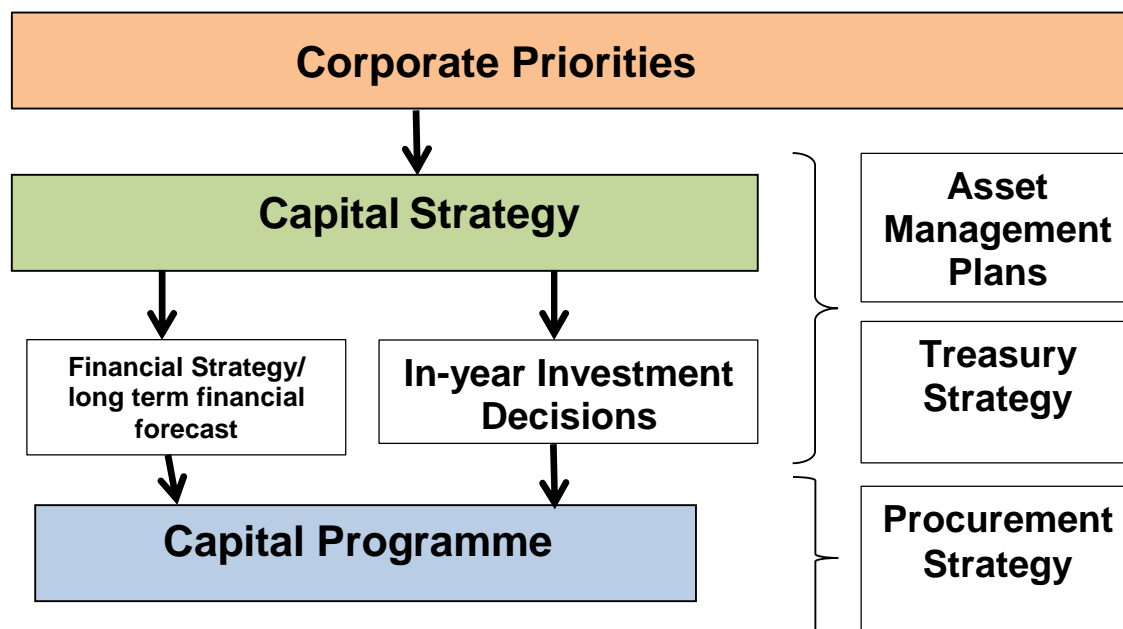 Corporate Priorities
Capital Strategy
Asset
Management
Plans
Financial Strategy/
long term financial
forecast
In-year Investment
Decisions
Treasury
Strategy
Capital Programme
Procurement
Strategy